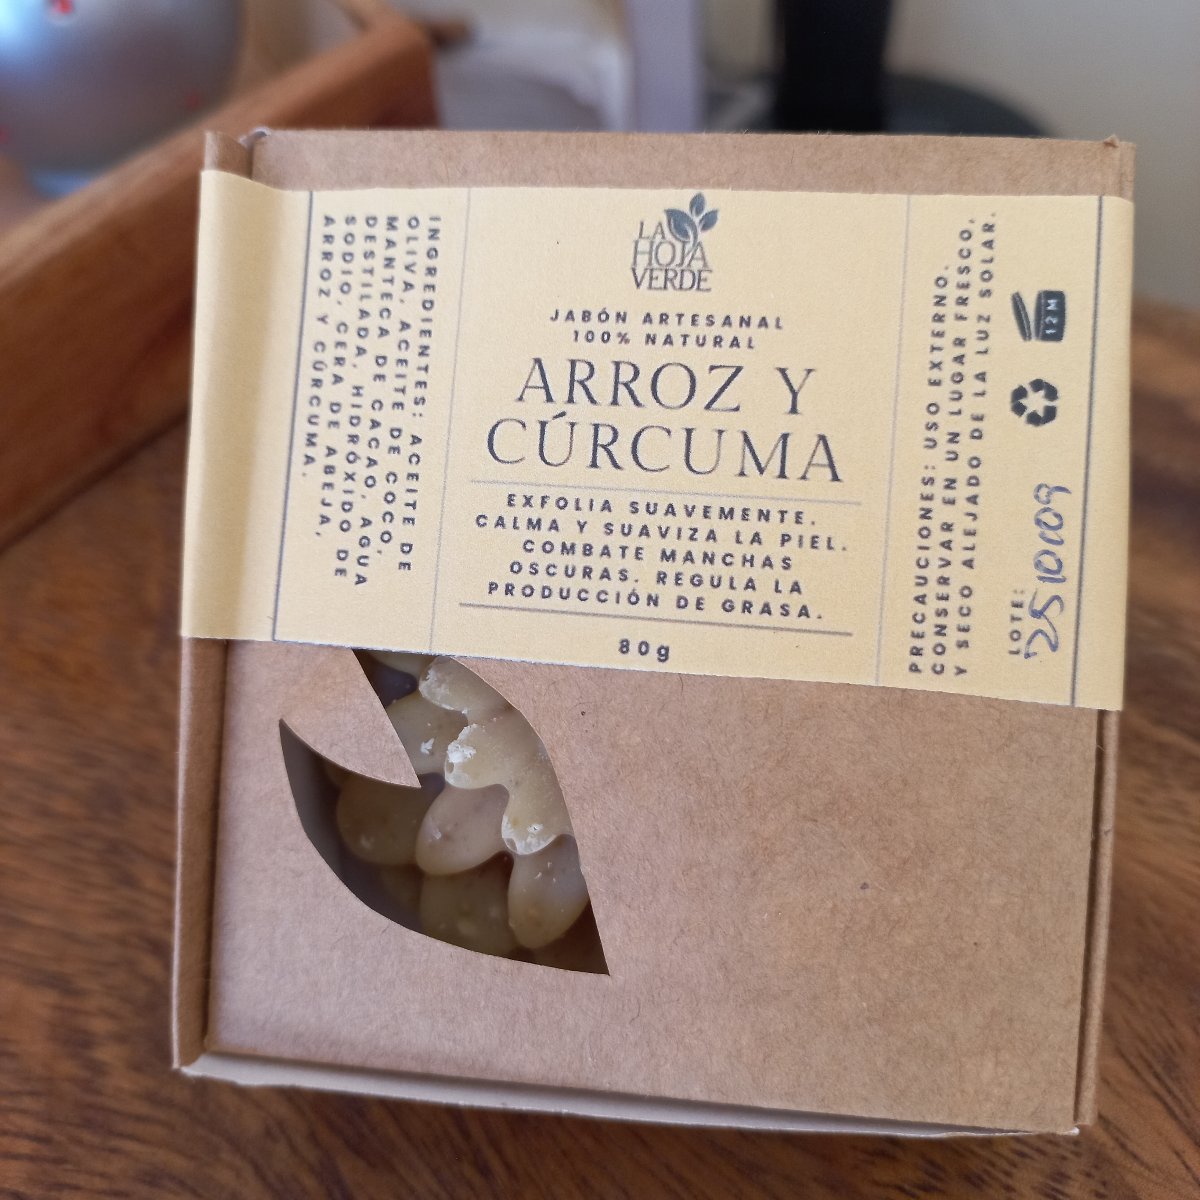 INGREDIENTES: ACEITE DE
OLIVA, ACEITE DE COCO,
MANTECA DE CACAO, AGUA
DESTILADA, HIDRÓXIDO DE
SODIO, CERA DE ABEJA,
ARROZ Y CÚRCUMA.
LA
HOJA
VERDE
JABÓN ARTESANAL
100% NATURAL
ARROZ Y
CÚRCUMA
EXFOLIA SUAVEMENTE.
CALMA Y SUAVIZA LA PIEL.
COMBATE MANCHAS
OSCURAS. REGULA LA
PRODUCCIÓN DE GRASA.
80g
PRECAUCIONES: USO EXTERNO.
CONSERVAR EN UN LUGAR FRESCO,
Y SECO ALEJADO DE LA LUZ SOLAR.
LOTE:
2510009
12M